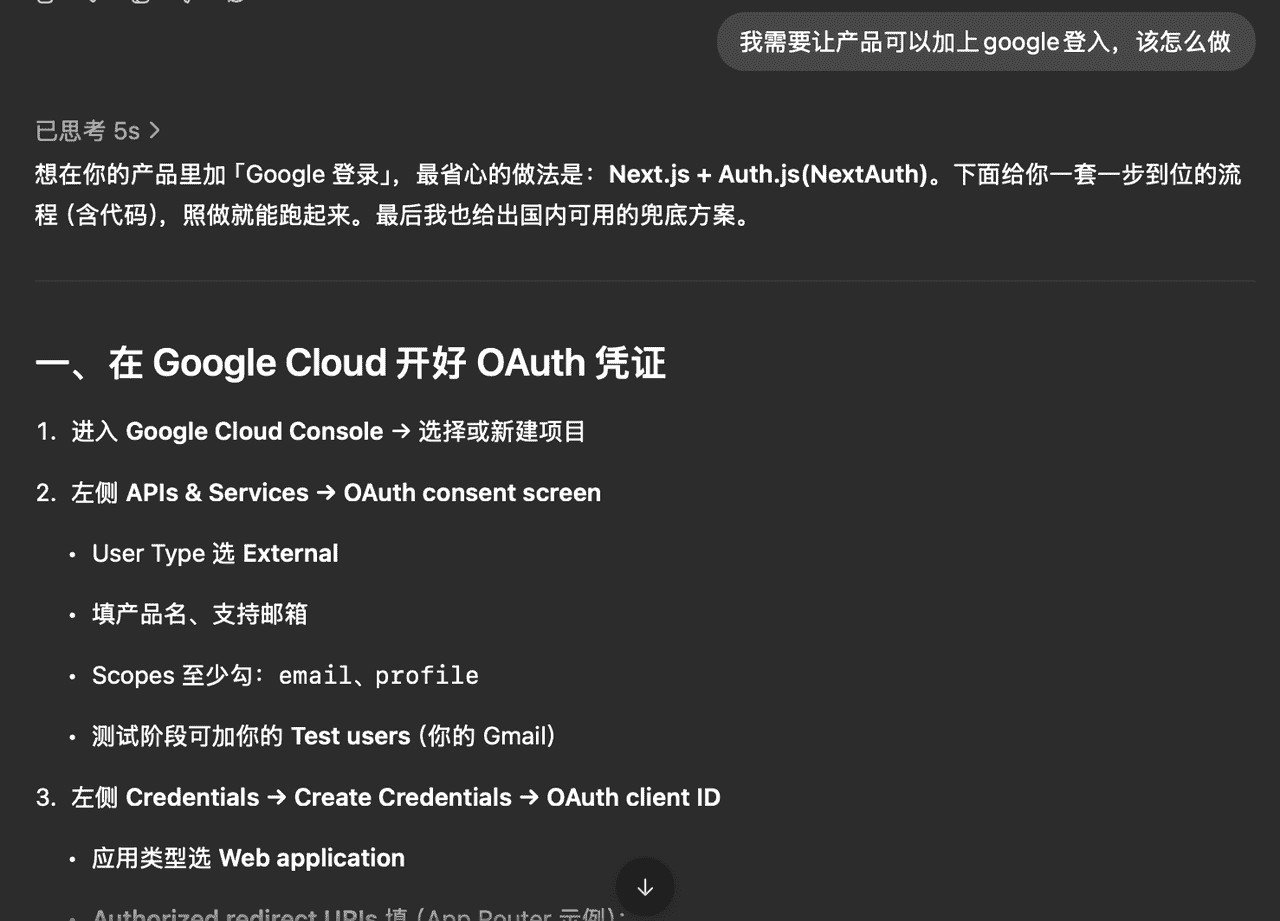 我需要让产品可以加上google登入，该怎么做
已思考 5s
想在你的产品里加「Google 登录」，最省心的做法是：Next.js + Auth.js(NextAuth)。下面给你一套一步到位的流
程（含代码），照做就能跑起来。最后我也给出国内可用的兜底方案。
一、在 Google Cloud 开好 OAuth 凭证
1. 进入 Google Cloud Console → 选择或新建项目
2. 左侧 APIs & Services → OAuth consent screen
• User Type 选 External
• 填产品名、支持邮箱
• Scopes 至少勾：email、profile
• 测试阶段可加你的 Test users（你的 Gmail）
3. 左侧 Credentials → Create Credentials → OAuth client ID
• 应用类型选 Web application
• Authorized redirect URIs 填（App Router 示例）：